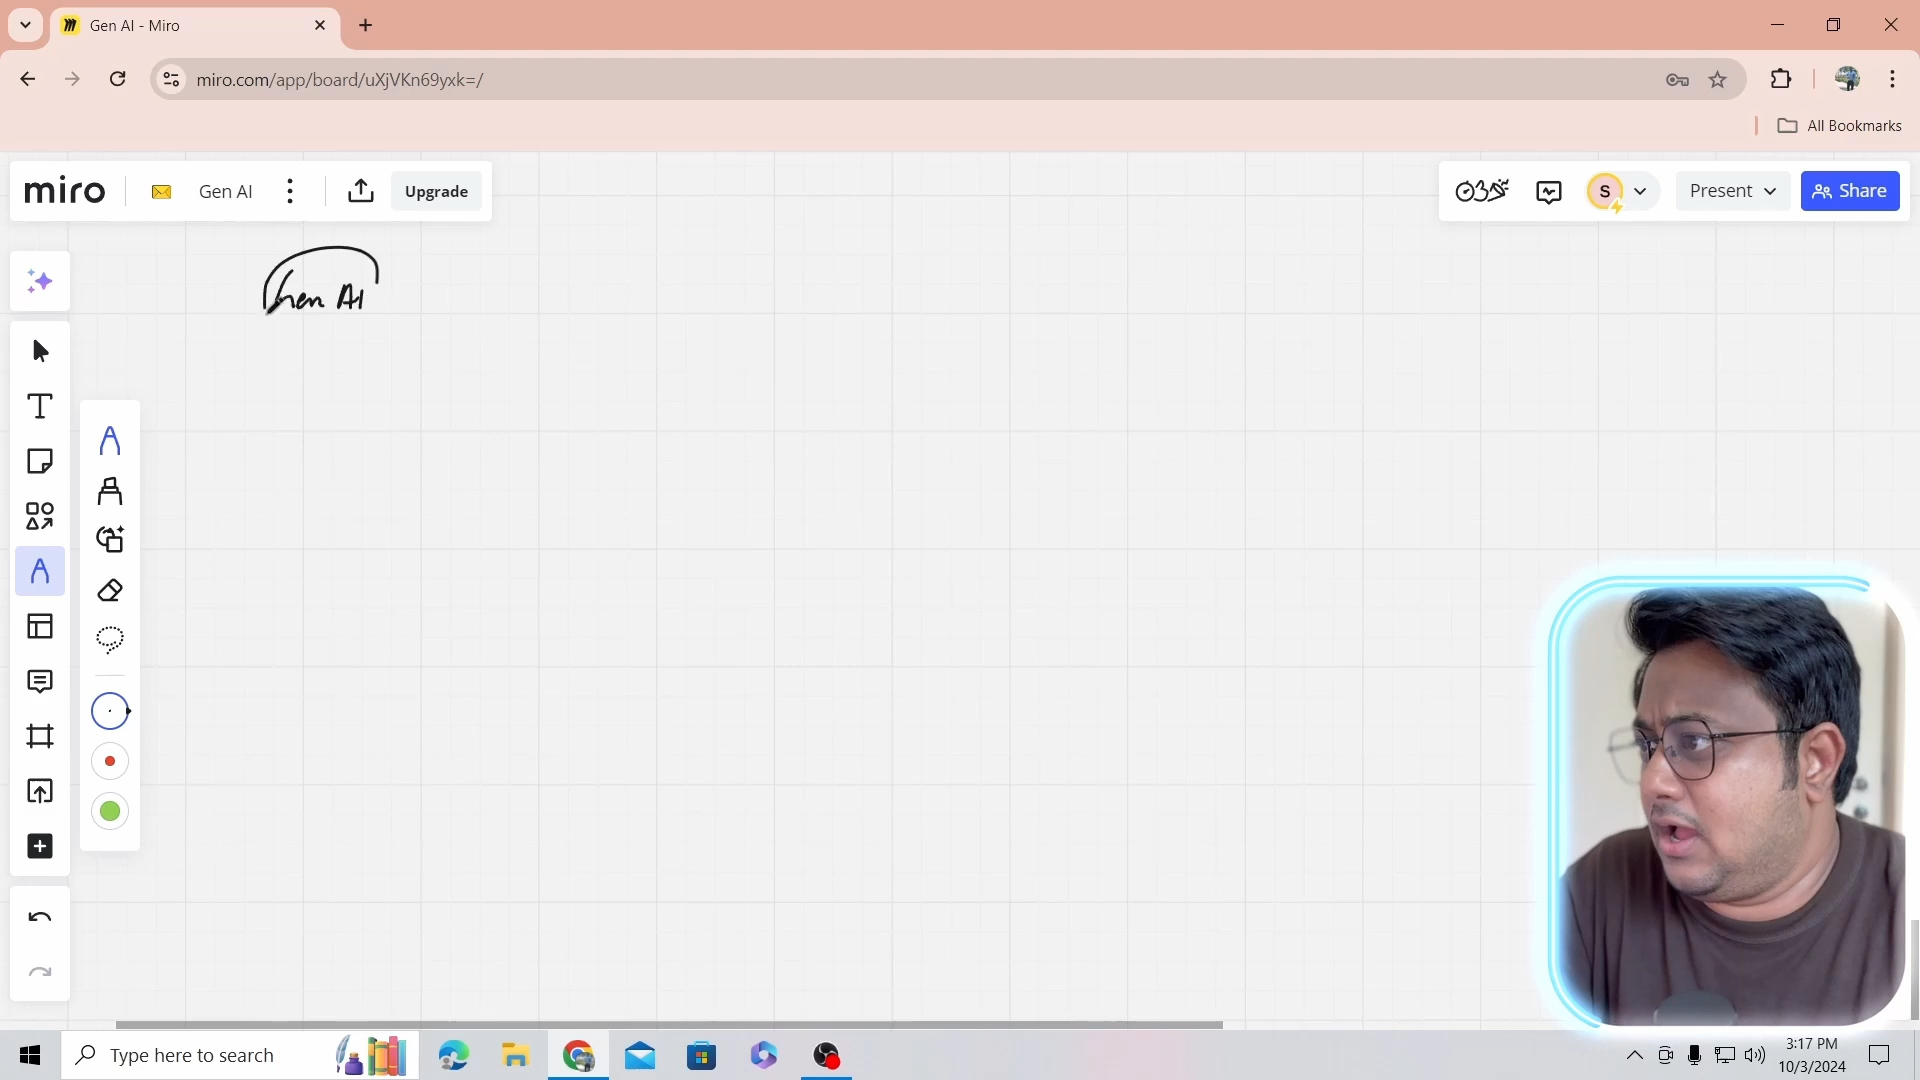 Gen AI - Miro
miro.com/app/board/uXjVKn69yxk=/
All Bookmarks
miro
Gen AI
Upgrade
S
Present
Share
Gen AI
Type here to search
3:17 PM
10/3/2024